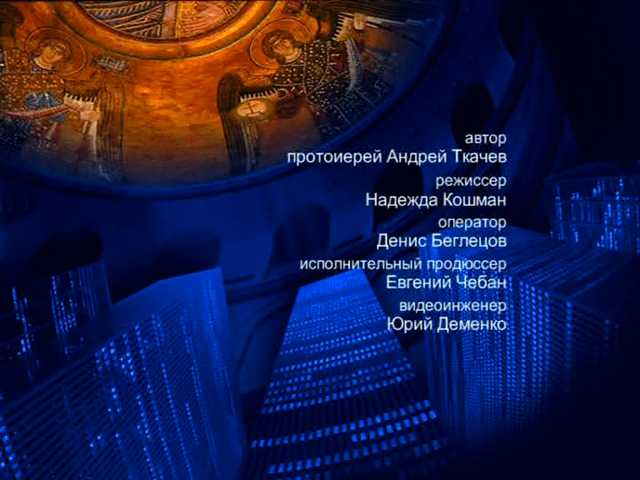 автор
протоиерей Андрей Ткачев
режиссер
Надежда Кошман
оператор
Денис Беглецов
исполнительный продюссер
Евгений Чебан
видеоинженер
Юрий Деменко